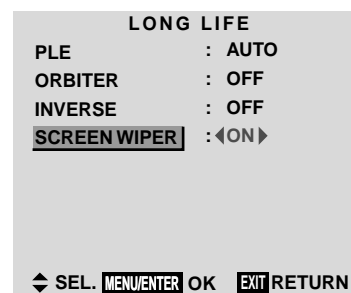 LONG LIFE
PLE : AUTO
ORBITER : OFF
INVERSE : OFF
SCREEN WIPER : ◀ON▶
SEL. MENU/ENTER OK EXIT RETURN